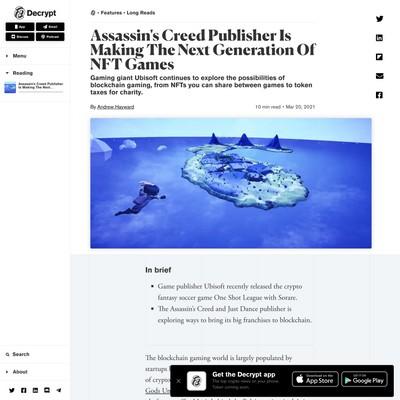 Decrypt
App
Email
Discuss
Podcast
Menu
Reading
Assassin's Creed Publisher
Is Making The Next...
Search
About
• Features • Long Reads
Assassin's Creed Publisher Is
Making The Next Generation Of
NFT Games
Gaming giant Ubisoft continues to explore the possibilities of
blockchain gaming, from NFTs you can share between games to token
taxes for charity.
By Andrew Hayward
10 min read • Mar 20, 2021
In brief
Game publisher Ubisoft recently released the crypto
fantasy soccer game One Shot League with Sorare.
The Assassin's Creed and Just Dance publisher is
exploring ways to bring its big franchises to blockchain.
The blockchain gaming world is largely populated by
startups
of crypto
Gods Un
Get the Decrypt app
The top crypto news on your phone.
Token coming soon.
Download on the
App Store
GET IT ON
Google Play